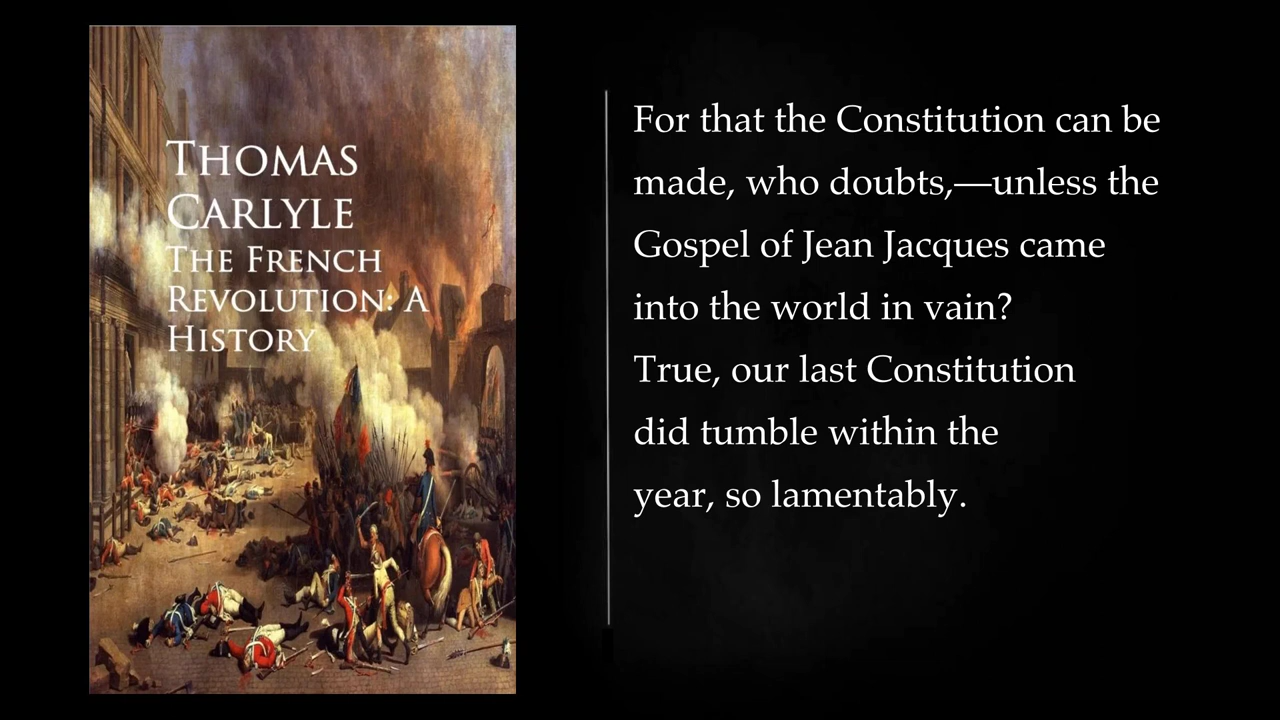 THOMAS
CARLYLE
THE FRENCH
REVOLUTION: A
HISTORY
For that the Constitution can be
made, who doubts,—unless the
Gospel of Jean Jacques came
into the world in vain?
True, our last Constitution
did tumble within the
year, so lamentably.